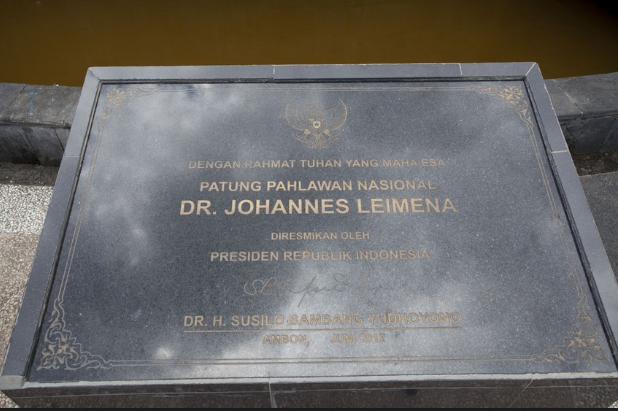 DENGAN RAHMAT TUHAN YANG MAHA ESA
PATUNG PAHLAWAN NASIONAL
DR. JOHANNES LEIMENA
DIRESMIKAN OLEH
PRESIDEN REPUBLIK INDONESIA
DR. H. SUSILO BAMBANG YUDHOYONO
AMBON, JUNI 2012